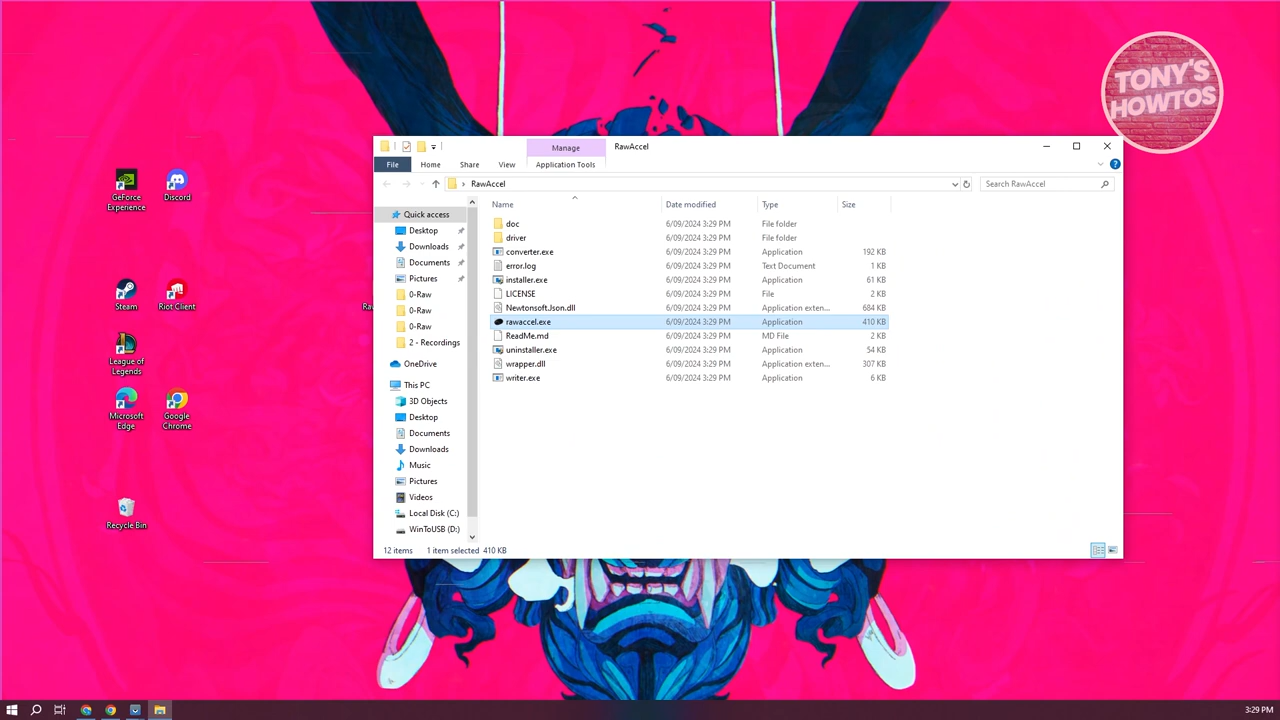 TONY'S
HOWTOS
Manage
RawAccel
File
Home
Share
View
Application Tools
RawAccel
Search RawAccel
Name
Date modified
Type
Size
doc
6/09/2024 3:29 PM
File folder
driver
6/09/2024 3:29 PM
File folder
converter.exe
6/09/2024 3:29 PM
Application
192 KB
error.log
6/09/2024 3:29 PM
Text Document
1 KB
installer.exe
6/09/2024 3:29 PM
Application
61 KB
LICENSE
6/09/2024 3:29 PM
File
2 KB
Newtonsoft.Json.dll
6/09/2024 3:29 PM
Application exten...
684 KB
rawaccel.exe
6/09/2024 3:29 PM
Application
410 KB
ReadMe.md
6/09/2024 3:29 PM
MD File
2 KB
uninstaller.exe
6/09/2024 3:29 PM
Application
54 KB
wrapper.dll
6/09/2024 3:29 PM
Application exten...
307 KB
writer.exe
6/09/2024 3:29 PM
Application
6 KB
Quick access
Desktop
Downloads
Documents
Pictures
0-Raw
0-Raw
0-Raw
2 - Recordings
OneDrive
This PC
3D Objects
Desktop
Documents
Downloads
Music
Pictures
Videos
Local Disk (C:)
WinToUSB (D:)
12 items
1 item selected
410 KB
GeForce
Experience
Discord
Steam
Riot Client
Ra
League of
Legends
Microsoft
Edge
Google
Chrome
Recycle Bin
3:29 PM